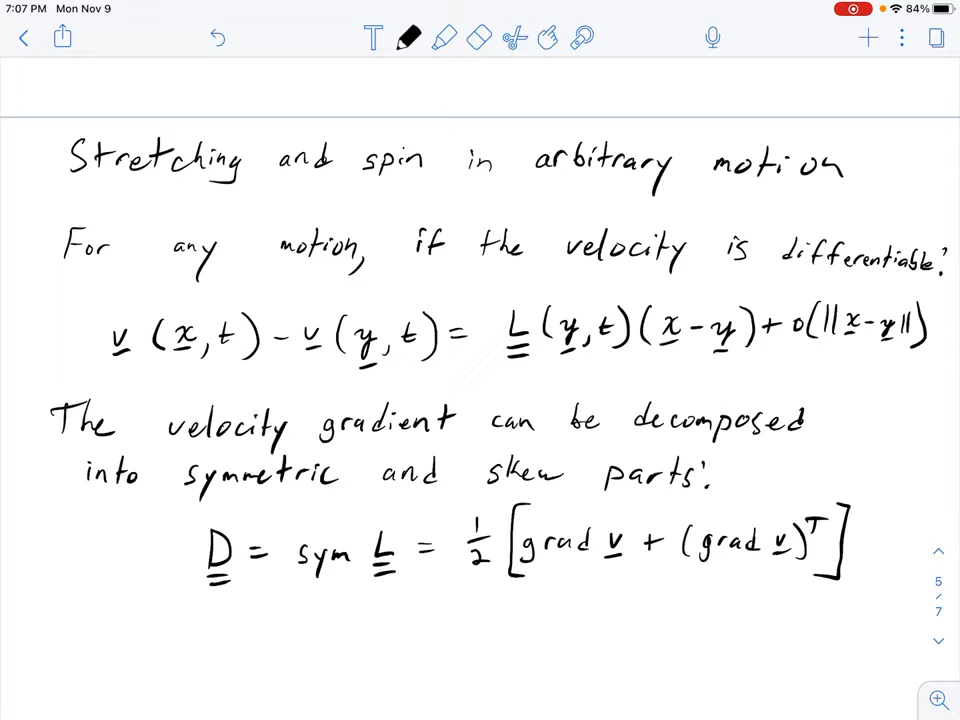 7:07 PM Mon Nov 9 84%
Stretching and spin in arbitrary motion
For any motion, if the velocity is differentiable:
v (x, t) - v (y, t) = L (y, t) (x - y) + o(||x - y||)
The velocity gradient can be decomposed
into symmetric and skew parts:
D = sym L = 1/2 [grad v + (grad v)^T]
5
/
7